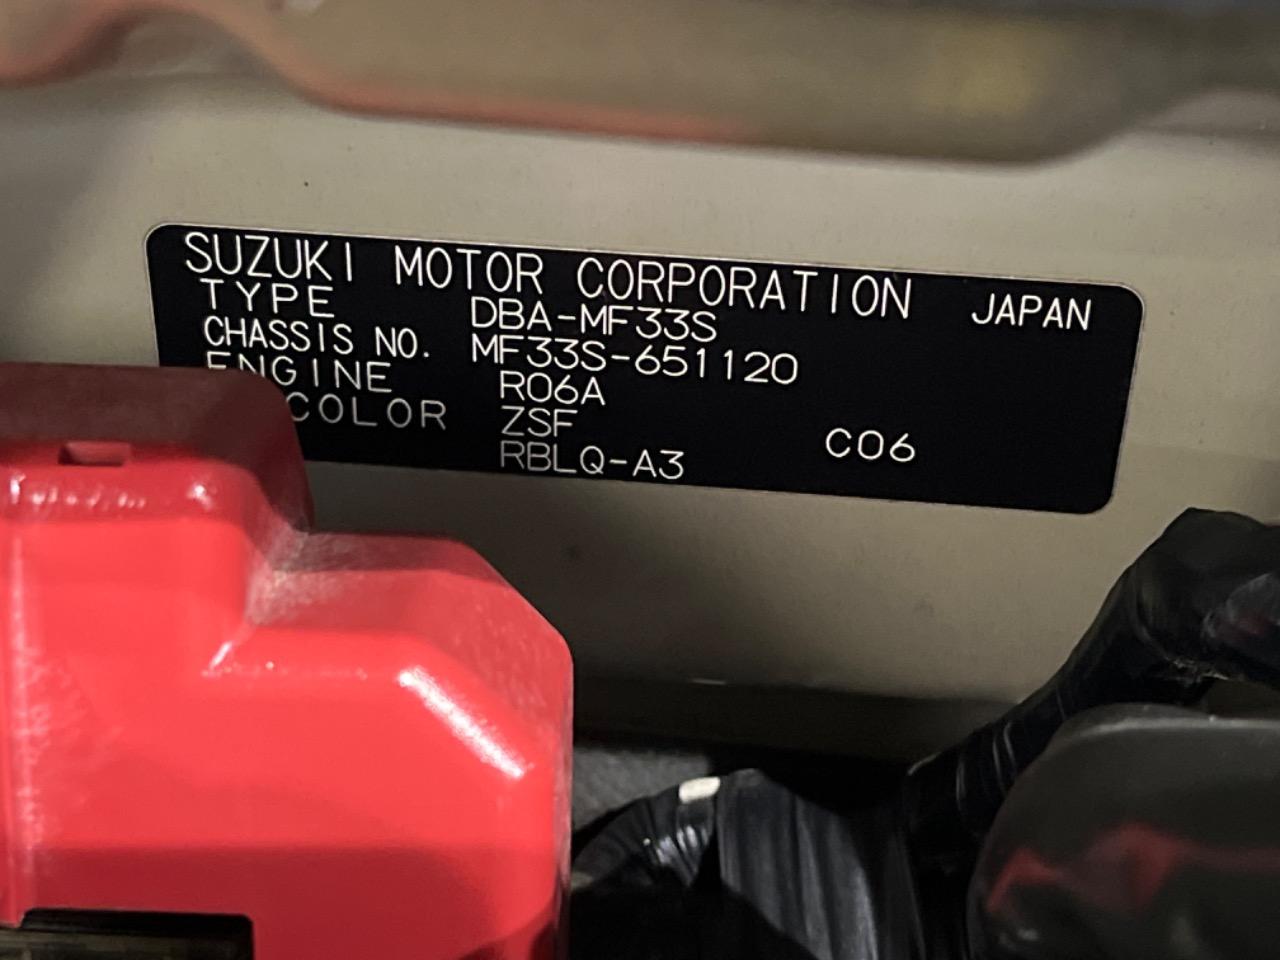 SUZUKI MOTOR CORPORATION JAPAN
TYPE DBA-MF33S
CHASSIS NO. MF33S-651120
ENGINE R06A
COLOR ZSF C06
RBLQ-A3